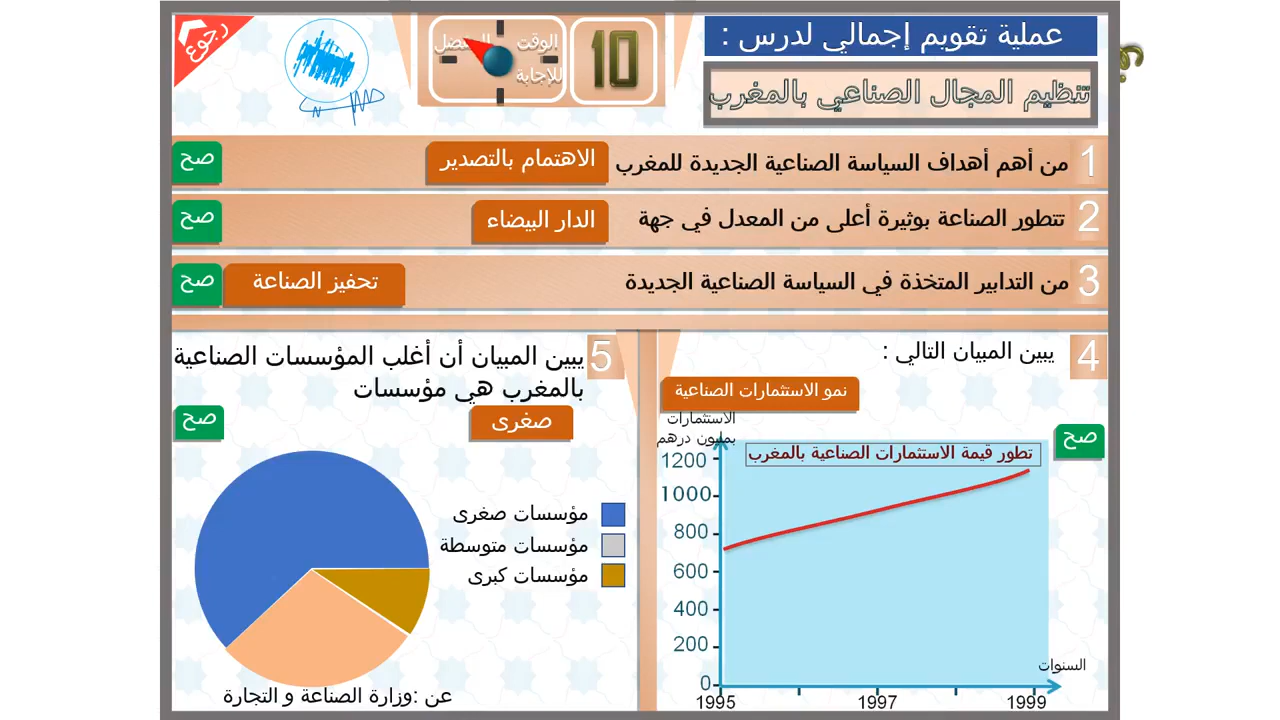 عملية تقويم إجمالي لدرس :
تنظيم المجال الصناعي بالمغرب
10
الوقت
للإجابة
رجوع
1 من أهم أهداف السياسة الصناعية الجديدة للمغرب الاهتمام بالتصدير صح
2 تتطور الصناعة بوثيرة أعلى من المعدل في جهة الدار البيضاء صح
3 من التدابير المتخذة في السياسة الصناعية الجديدة تحفيز الصناعة صح
4 يبين المبيان التالي :
نمو الاستثمارات الصناعية
صح
الاستثمارات
بمليون درهم
تطور قيمة الاستثمارات الصناعية بالمغرب
1200
1000
800
600
400
200
0
السنوات
1995 1997 1999
5 يبين المبيان أن أغلب المؤسسات الصناعية
بالمغرب هي مؤسسات
صغرى
صح
مؤسسات صغرى
مؤسسات متوسطة
مؤسسات كبرى
عن :وزارة الصناعة و التجارة